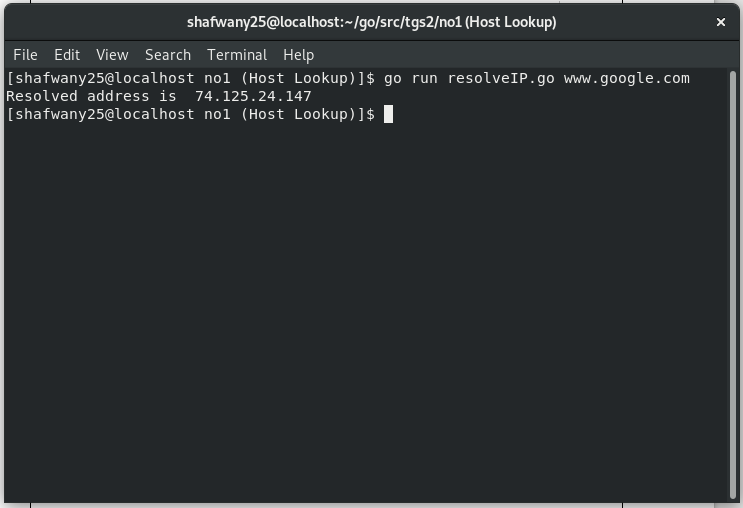 shafwany25@localhost:~/go/src/tgs2/no1 (Host Lookup)
File Edit View Search Terminal Help
[shafwany25@localhost no1 (Host Lookup)]$ go run resolveIP.go www.google.com
Resolved address is  74.125.24.147
[shafwany25@localhost no1 (Host Lookup)]$